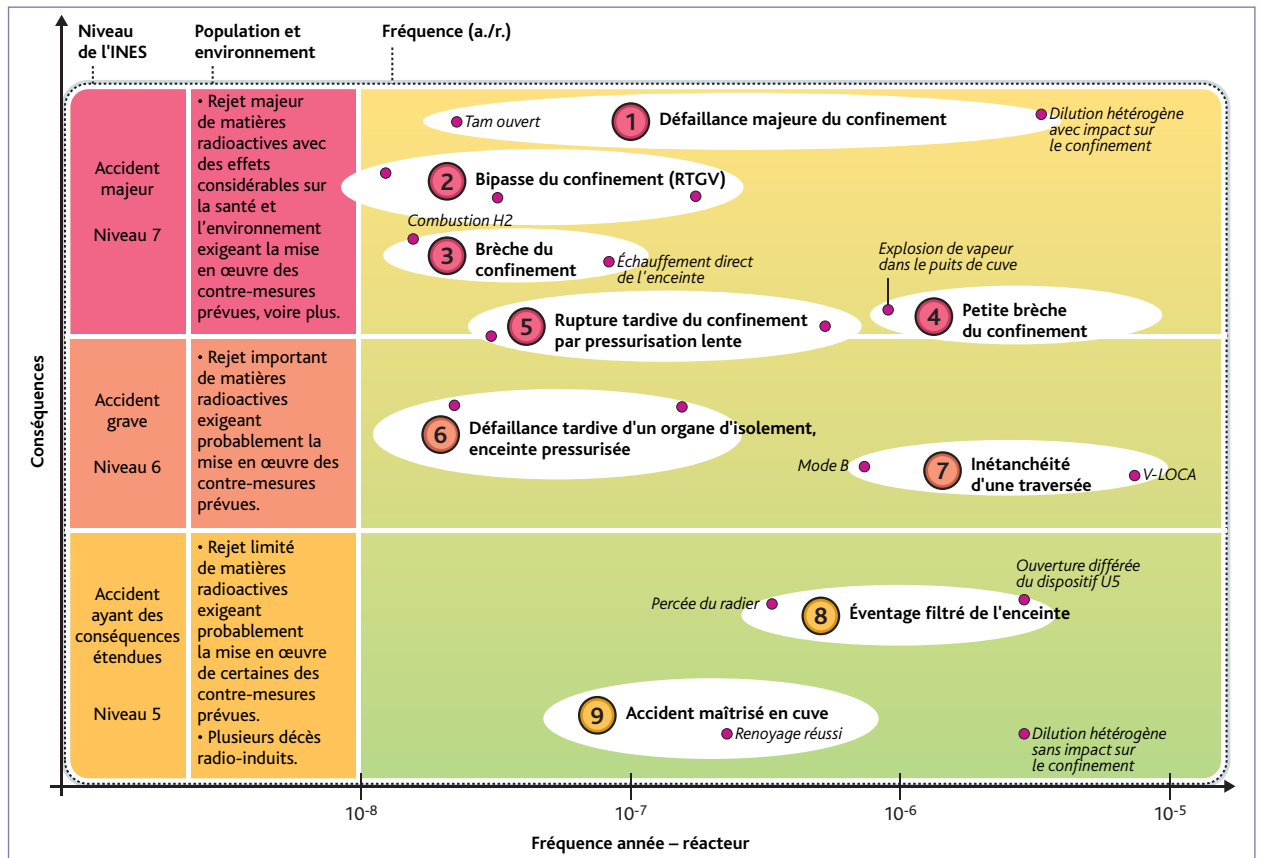 Niveau
de l'INES
Population et
environnement
Fréquence (a./r.)
Conséquences
Accident
majeur
Niveau 7
• Rejet majeur
de matières
radioactives avec
des effets
considérables sur
la santé et
l'environnement
exigeant la mise
en œuvre des
contre-mesures
prévues, voire plus.
Tam ouvert
1 Défaillance majeure du confinement
Dilution hétérogène
avec impact sur
le confinement
2 Bipasse du confinement (RTGV)
Combustion H2
3 Brèche du
confinement
Échauffement direct
de l'enceinte
Explosion de vapeur
dans le puits de cuve
4 Petite brèche
du confinement
5 Rupture tardive du confinement
par pressurisation lente
Accident
grave
Niveau 6
• Rejet important
de matières
radioactives
exigeant
probablement la
mise en œuvre des
contre-mesures
prévues.
6 Défaillance tardive d'un organe d'isolement,
enceinte pressurisée
Mode B
7 Inétanchéité
d'une traversée
V-LOCA
Accident
ayant des
conséquences
étendues
Niveau 5
• Rejet limité
de matières
radioactives
exigeant
probablement
la mise en œuvre
de certaines des
contre-mesures
prévues.
• Plusieurs décès
radio-induits.
Percée du radier
8 Éventage filtré de l'enceinte
Ouverture différée
du dispositif U5
9 Accident maîtrisé en cuve
Renoyage réussi
Dilution hétérogène
sans impact sur
le confinement
10-8
10-7
10-6
10-5
Fréquence année – réacteur